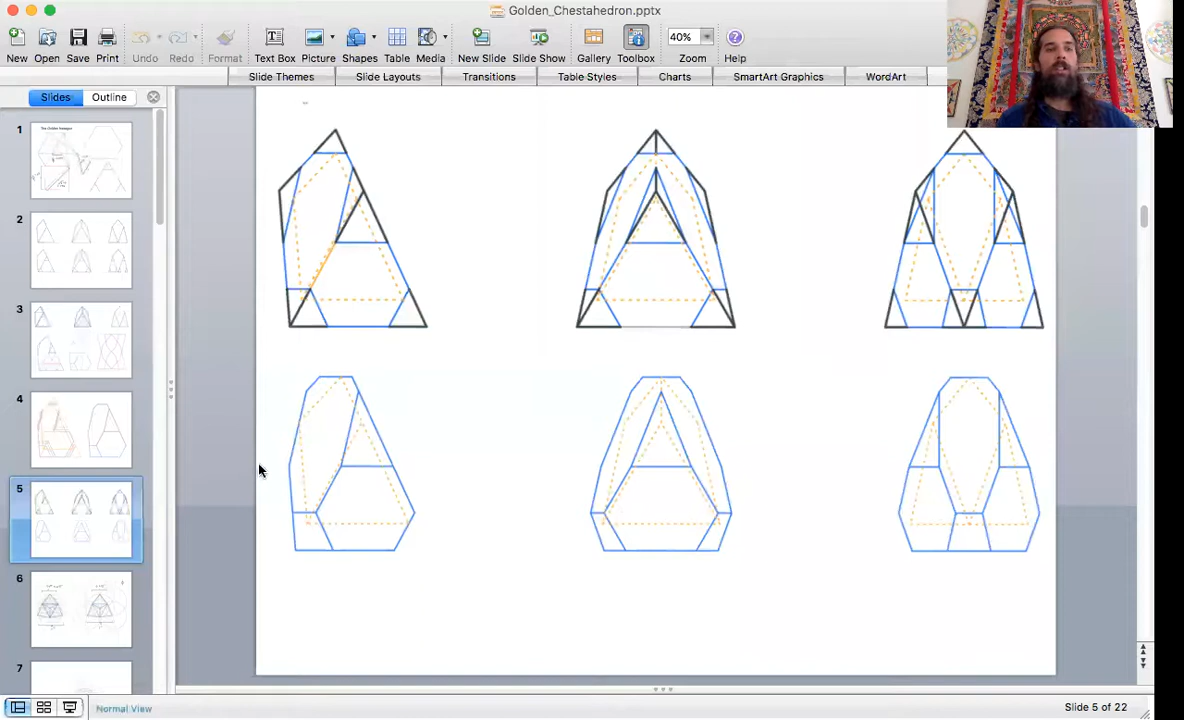 Golden_Chestahedron.pptx
New Open Save Print Undo Redo Format Text Box Picture Shapes Table Media New Slide Slide Show Gallery Toolbox 40% Zoom Help
Slide Themes Slide Layouts Transitions Table Styles Charts SmartArt Graphics WordArt
Slides Outline
1
2
3
4
5
6
7
Normal View
Slide 5 of 22